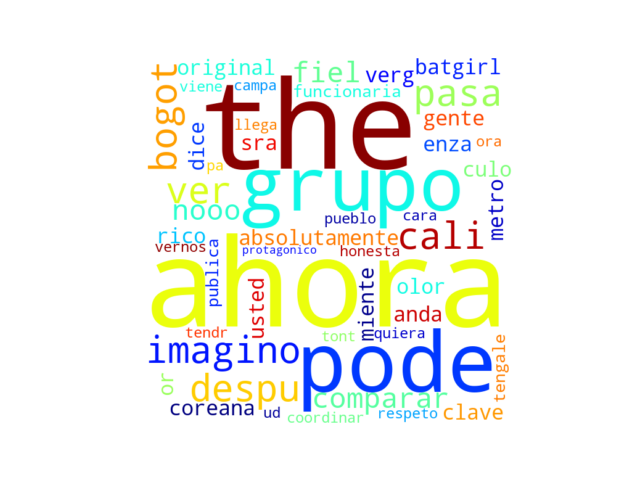 original
fiel
verg
batgirl
viene
campa
funcionaria
pasa
bogot
the
llega
gente
dice
sra
enza
ora
pa
culo
ver
grupo
nooo
metro
pueblo
cara
rico
absolutamente
cali
vernos
protagonico
honesta
publica
ahora
usted
miente
olor
anda
tendr
tont
quiera
imagino
pode
tengale
or
despu
comparar
coreana
ud
coordinar
respeto
clave